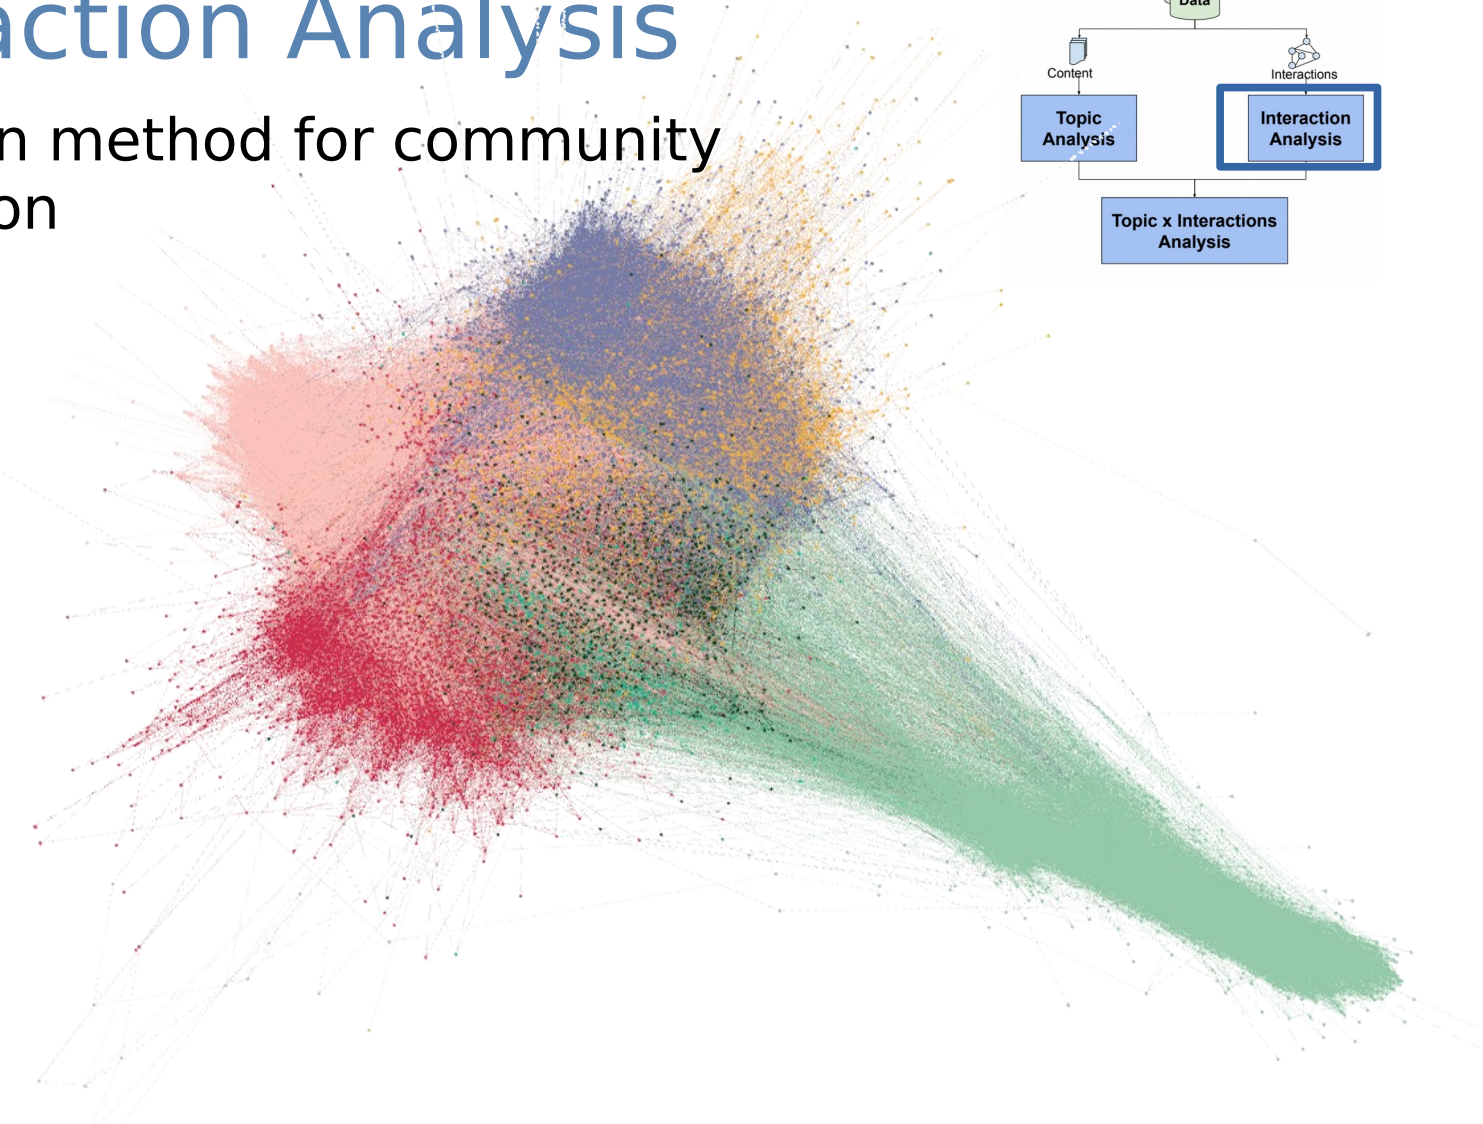 action Analysis
n method for community
on
Data
Content
Interactions
Topic
Analysis
Interaction
Analysis
Topic x Interactions
Analysis